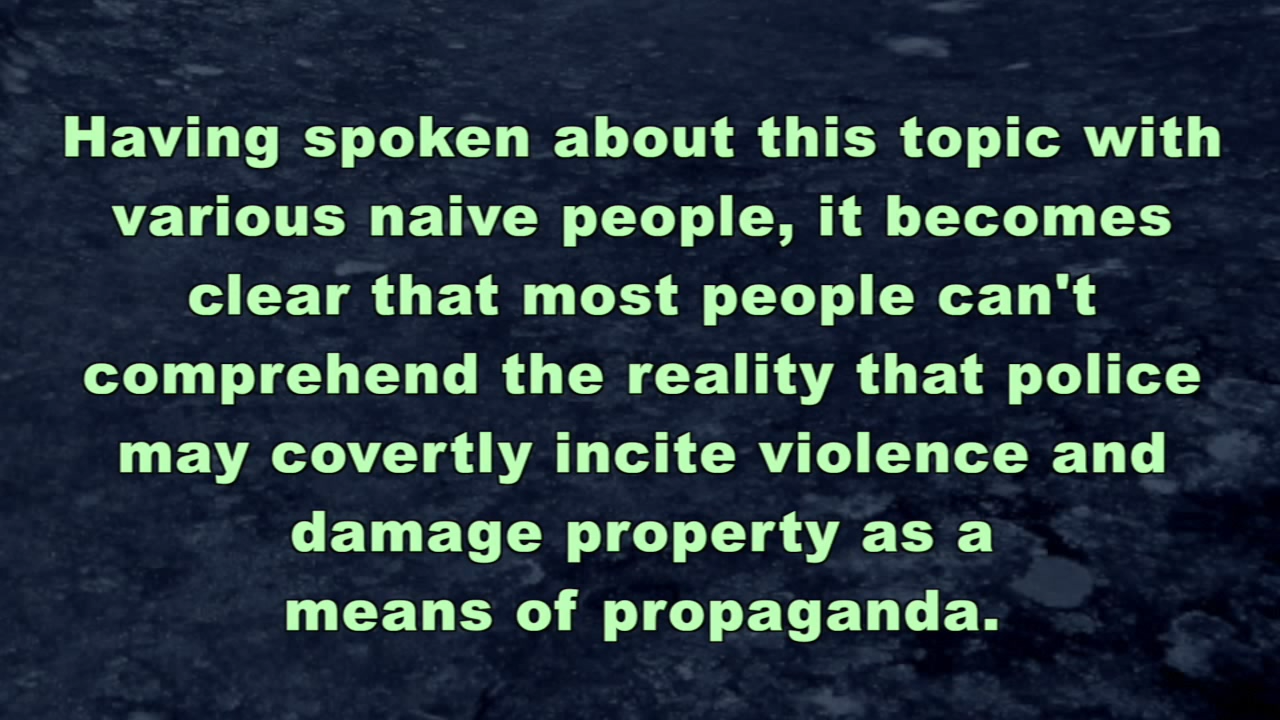 Having spoken about this topic with
various naive people, it becomes
clear that most people can't
comprehend the reality that police
may covertly incite violence and
damage property as a
means of propaganda.